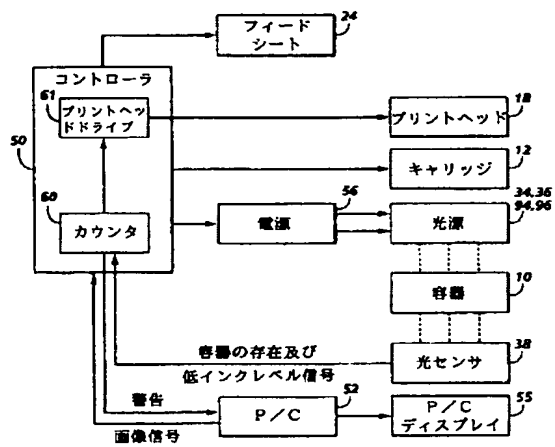 フィード
シート
24
コントローラ
61
プリントヘッ
ドドライブ
プリントヘッド
18
50
キャリッジ
12
60
カウンタ
電源
56
光源
34,36
94,96
容器
10
容器の存在及び
低インクレベル信号
光センサ
38
警告
画像信号
P/C
52
P/C
ディスプレイ
55